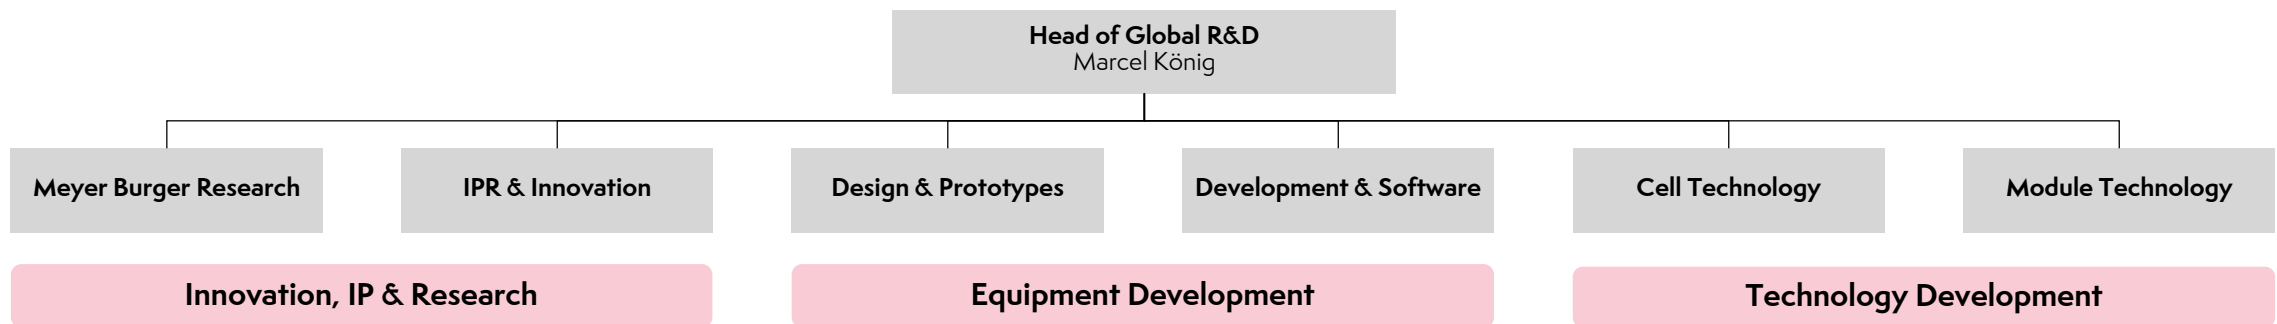 Head of Global R&D
Marcel König
Meyer Burger Research
IPR & Innovation
Design & Prototypes
Development & Software
Cell Technology
Module Technology
Innovation, IP & Research
Equipment Development
Technology Development